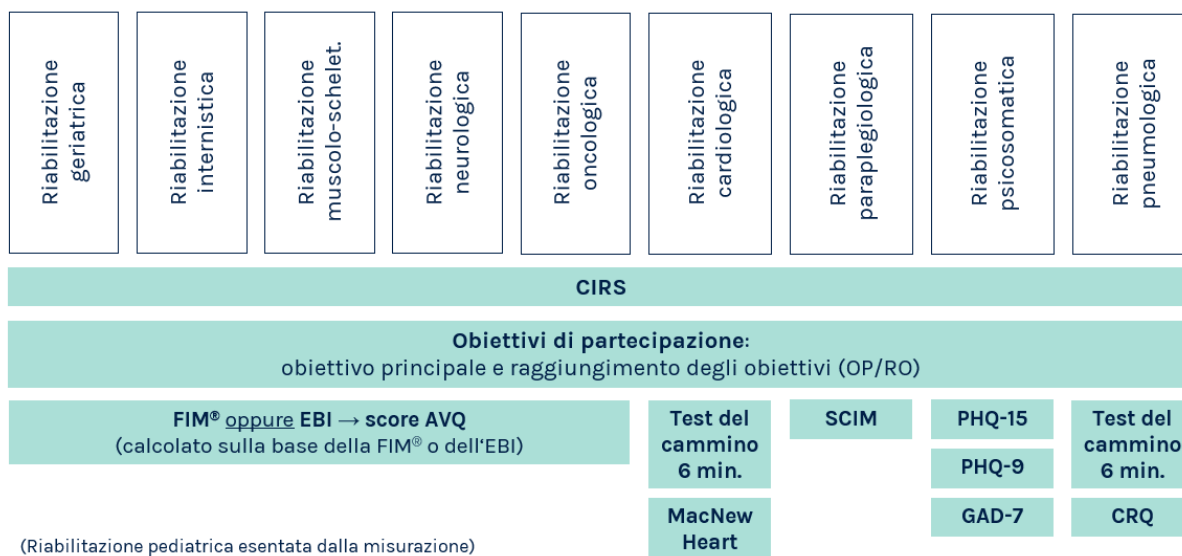 Riabilitazione
geriatrica
Riabilitazione
internistica
Riabilitazione
muscolo-schelet.
Riabilitazione
neurologica
Riabilitazione
oncologica
Riabilitazione
cardiologica
Riabilitazione
paraplegiologica
Riabilitazione
psicosomatica
Riabilitazione
pneumologica
CIRS
Obiettivi di partecipazione:
obiettivo principale e raggiungimento degli obiettivi (OP/RO)
FIM® oppure EBI → score AVQ
(calcolato sulla base della FIM® o dell‘EBI)
Test del
cammino
6 min.
MacNew
Heart
SCIM
PHQ-15
PHQ-9
GAD-7
Test del
cammino
6 min.
CRQ
(Riabilitazione pediatrica esentata dalla misurazione)